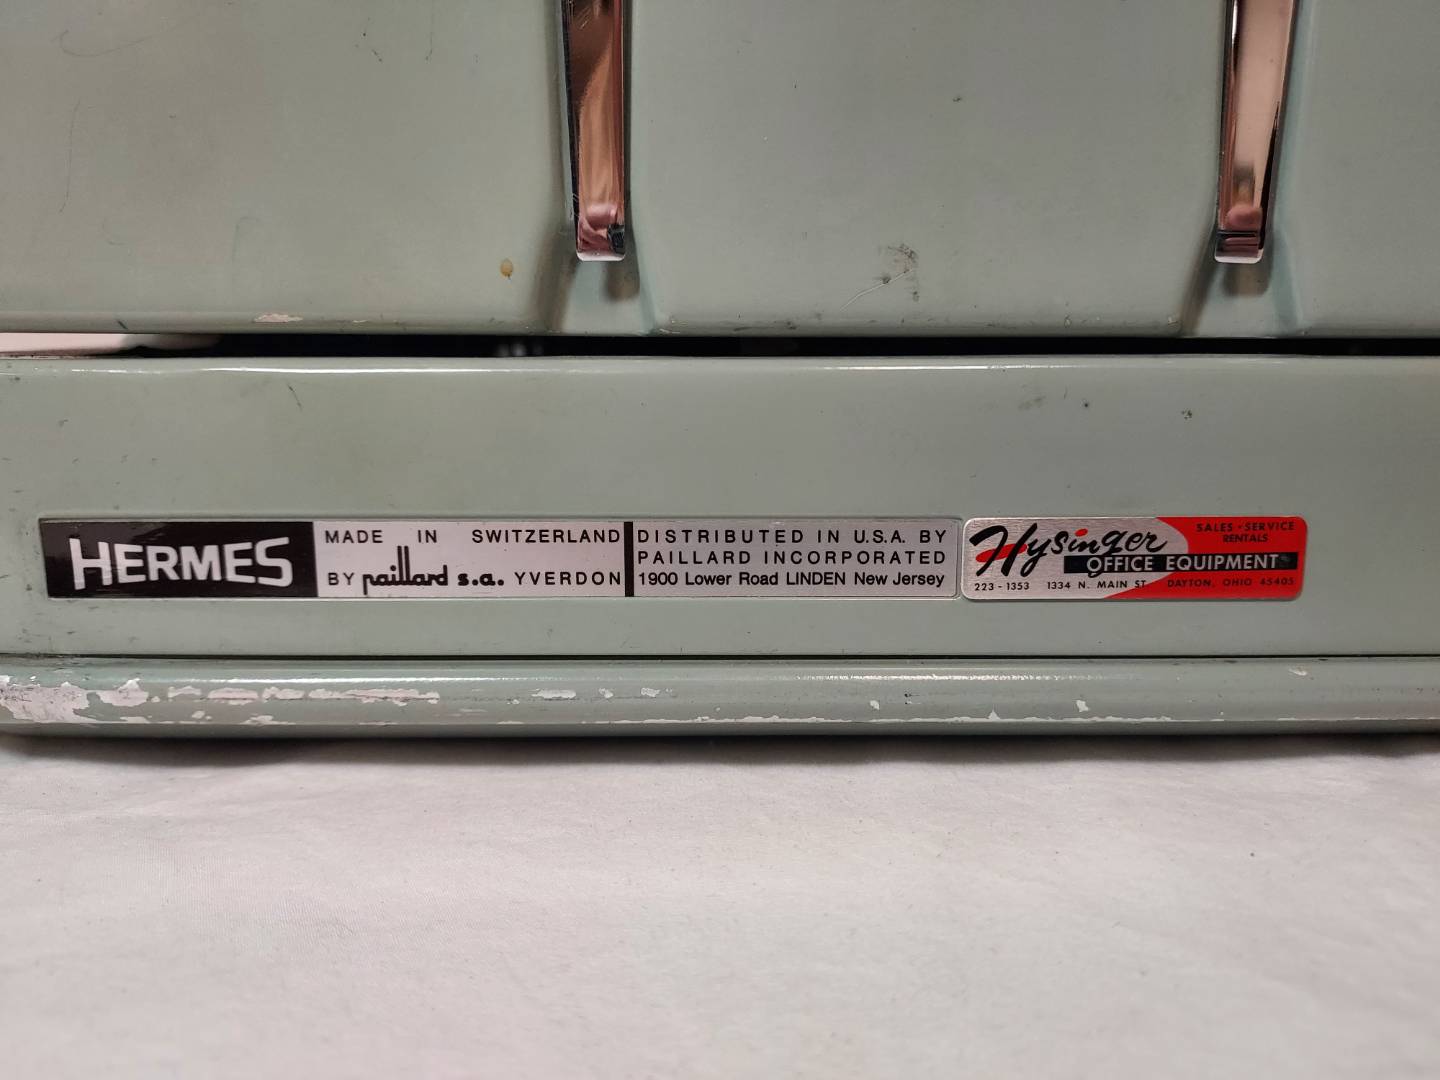 HERMES
MADE IN SWITZERLAND
BY paillard s.a. YVERDON
DISTRIBUTED IN U.S.A. BY
PAILLARD INCORPORATED
1900 Lower Road LINDEN New Jersey
Hysinger
SALES - SERVICE
RENTALS
OFFICE EQUIPMENT
223 - 1353 1334 N. MAIN ST. DAYTON, OHIO 45405